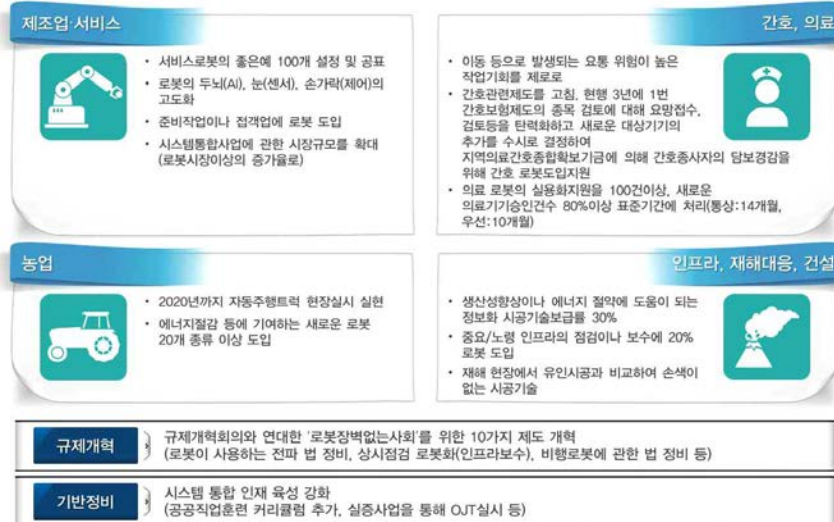 제조업·서비스
• 서비스로봇의 좋은예 100개 설정 및 공표
• 로봇의 두뇌(AI), 눈(센서), 손가락(제어)의
고도화
• 준비작업이나 접객업에 로봇 도입
• 시스템통합사업에 관한 시장규모를 확대
(로봇시장이상의 증가율로)
간호, 의료
• 이동 등으로 발생되는 요통 위험이 높은
작업기회를 제로로
• 간호관련제도를 고침, 현행 3년에 1번
간호보험제도의 종목 검토에 대해 요망접수,
검토등을 탄력화하고 새로운 대상기기의
추가를 수시로 결정하여
지역의료간호종합확보기금에 의해 간호종사자의 담보경감을
위해 간호 로봇도입지원
• 의료 로봇의 실용화지원을 100건이상, 새로운
의료기기승인건수 80%이상 표준기간에 처리(통상:14개월,
우선:10개월)
농업
• 2020년까지 자동주행트럭 현장실시 실현
• 에너지절감 등에 기여하는 새로운 로봇
20개 종류 이상 도입
인프라, 재해대응, 건설
• 생산성향상이나 에너지 절약에 도움이 되는
정보화 시공기술보급률 30%
• 중요/노령 인프라의 점검이나 보수에 20%
로봇 도입
• 재해 현장에서 유인시공과 비교하여 손색이
없는 시공기술
규제개혁
규제개혁회의와 연대한 '로봇장벽없는사회'를 위한 10가지 제도 개혁
(로봇이 사용하는 전파 법 정비, 상시점검 로봇화(인프라보수), 비행로봇에 관한 법 정비 등)
기반정비
시스템 통합 인재 육성 강화
(공공직업훈련 커리큘럼 추가, 실증사업을 통해 OJT실시 등)